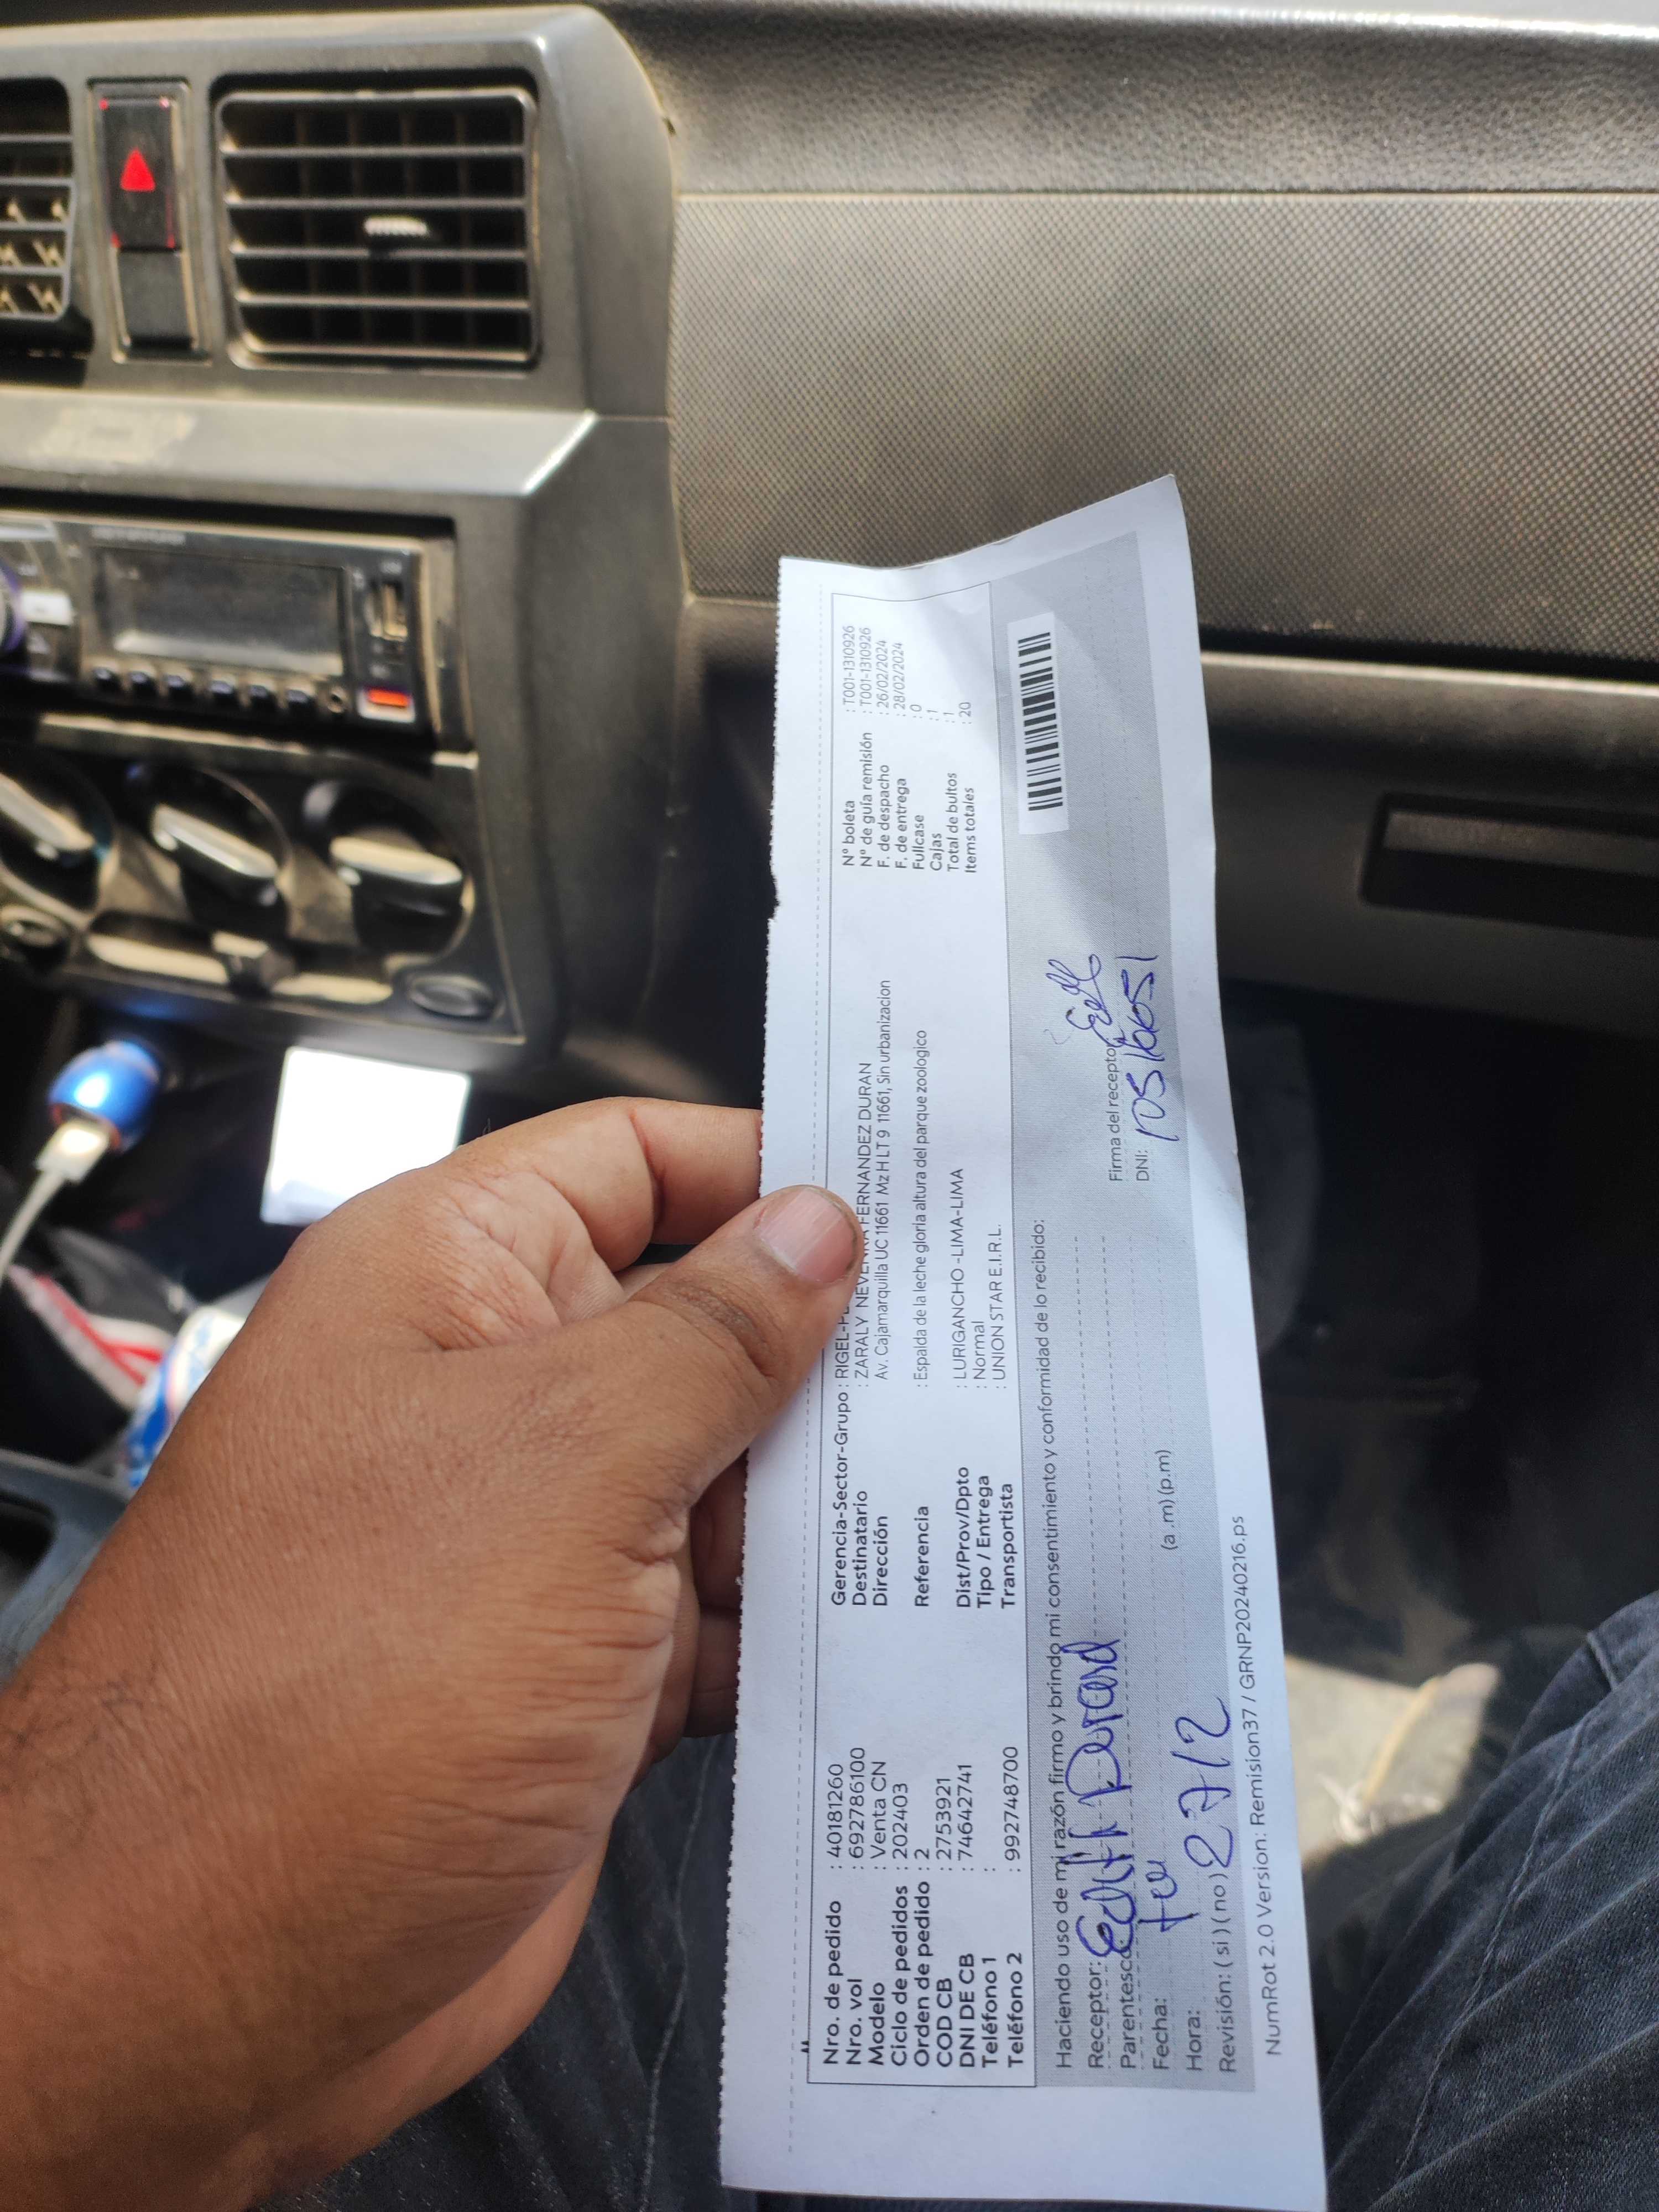 Nro. de pedido : 40181260
Nro. vol : 692786100
Modelo : Venta CN
Ciclo de pedidos : 202403
Orden de pedido : 2
COD CB : 2753921
DNI DE CB : 74642741
Teléfono 1 :
Teléfono 2 : 992748700
Gerencia-Sector-Grupo : RIGEL-
Destinatario : ZARALY FERNANDEZ DURAN
Dirección Av. Cajamarquilla UC 11661 Mz H LT 9 11661, Sin urbanizacion
Referencia : Espalda de la leche gloria altura del parque zoologico
Dist/Prov/Dpto : LURIGANCHO -LIMA-LIMA
Tipo / Entrega : Normal
Transportista : UNION STAR E.I.R.L.
N° boleta : T001-1310926
N° de guía remisión : T001-1310926
F. de despacho : 26/02/2024
F. de entrega : 28/02/2024
Fullcase : 0
Cajas : 1
Total de bultos : 1
Items totales : 20
Haciendo uso de mi razón firmo y brindo mi consentimiento y conformidad de lo recibido:
Receptor:
Parentesco:
Fecha: 27/2
Hora: (a .m) (p.m)
Revisión: ( si ) ( no )
Firma del receptor
DNI:
NumRot 2.0 Version: Remision37 / GRNP20240216.ps